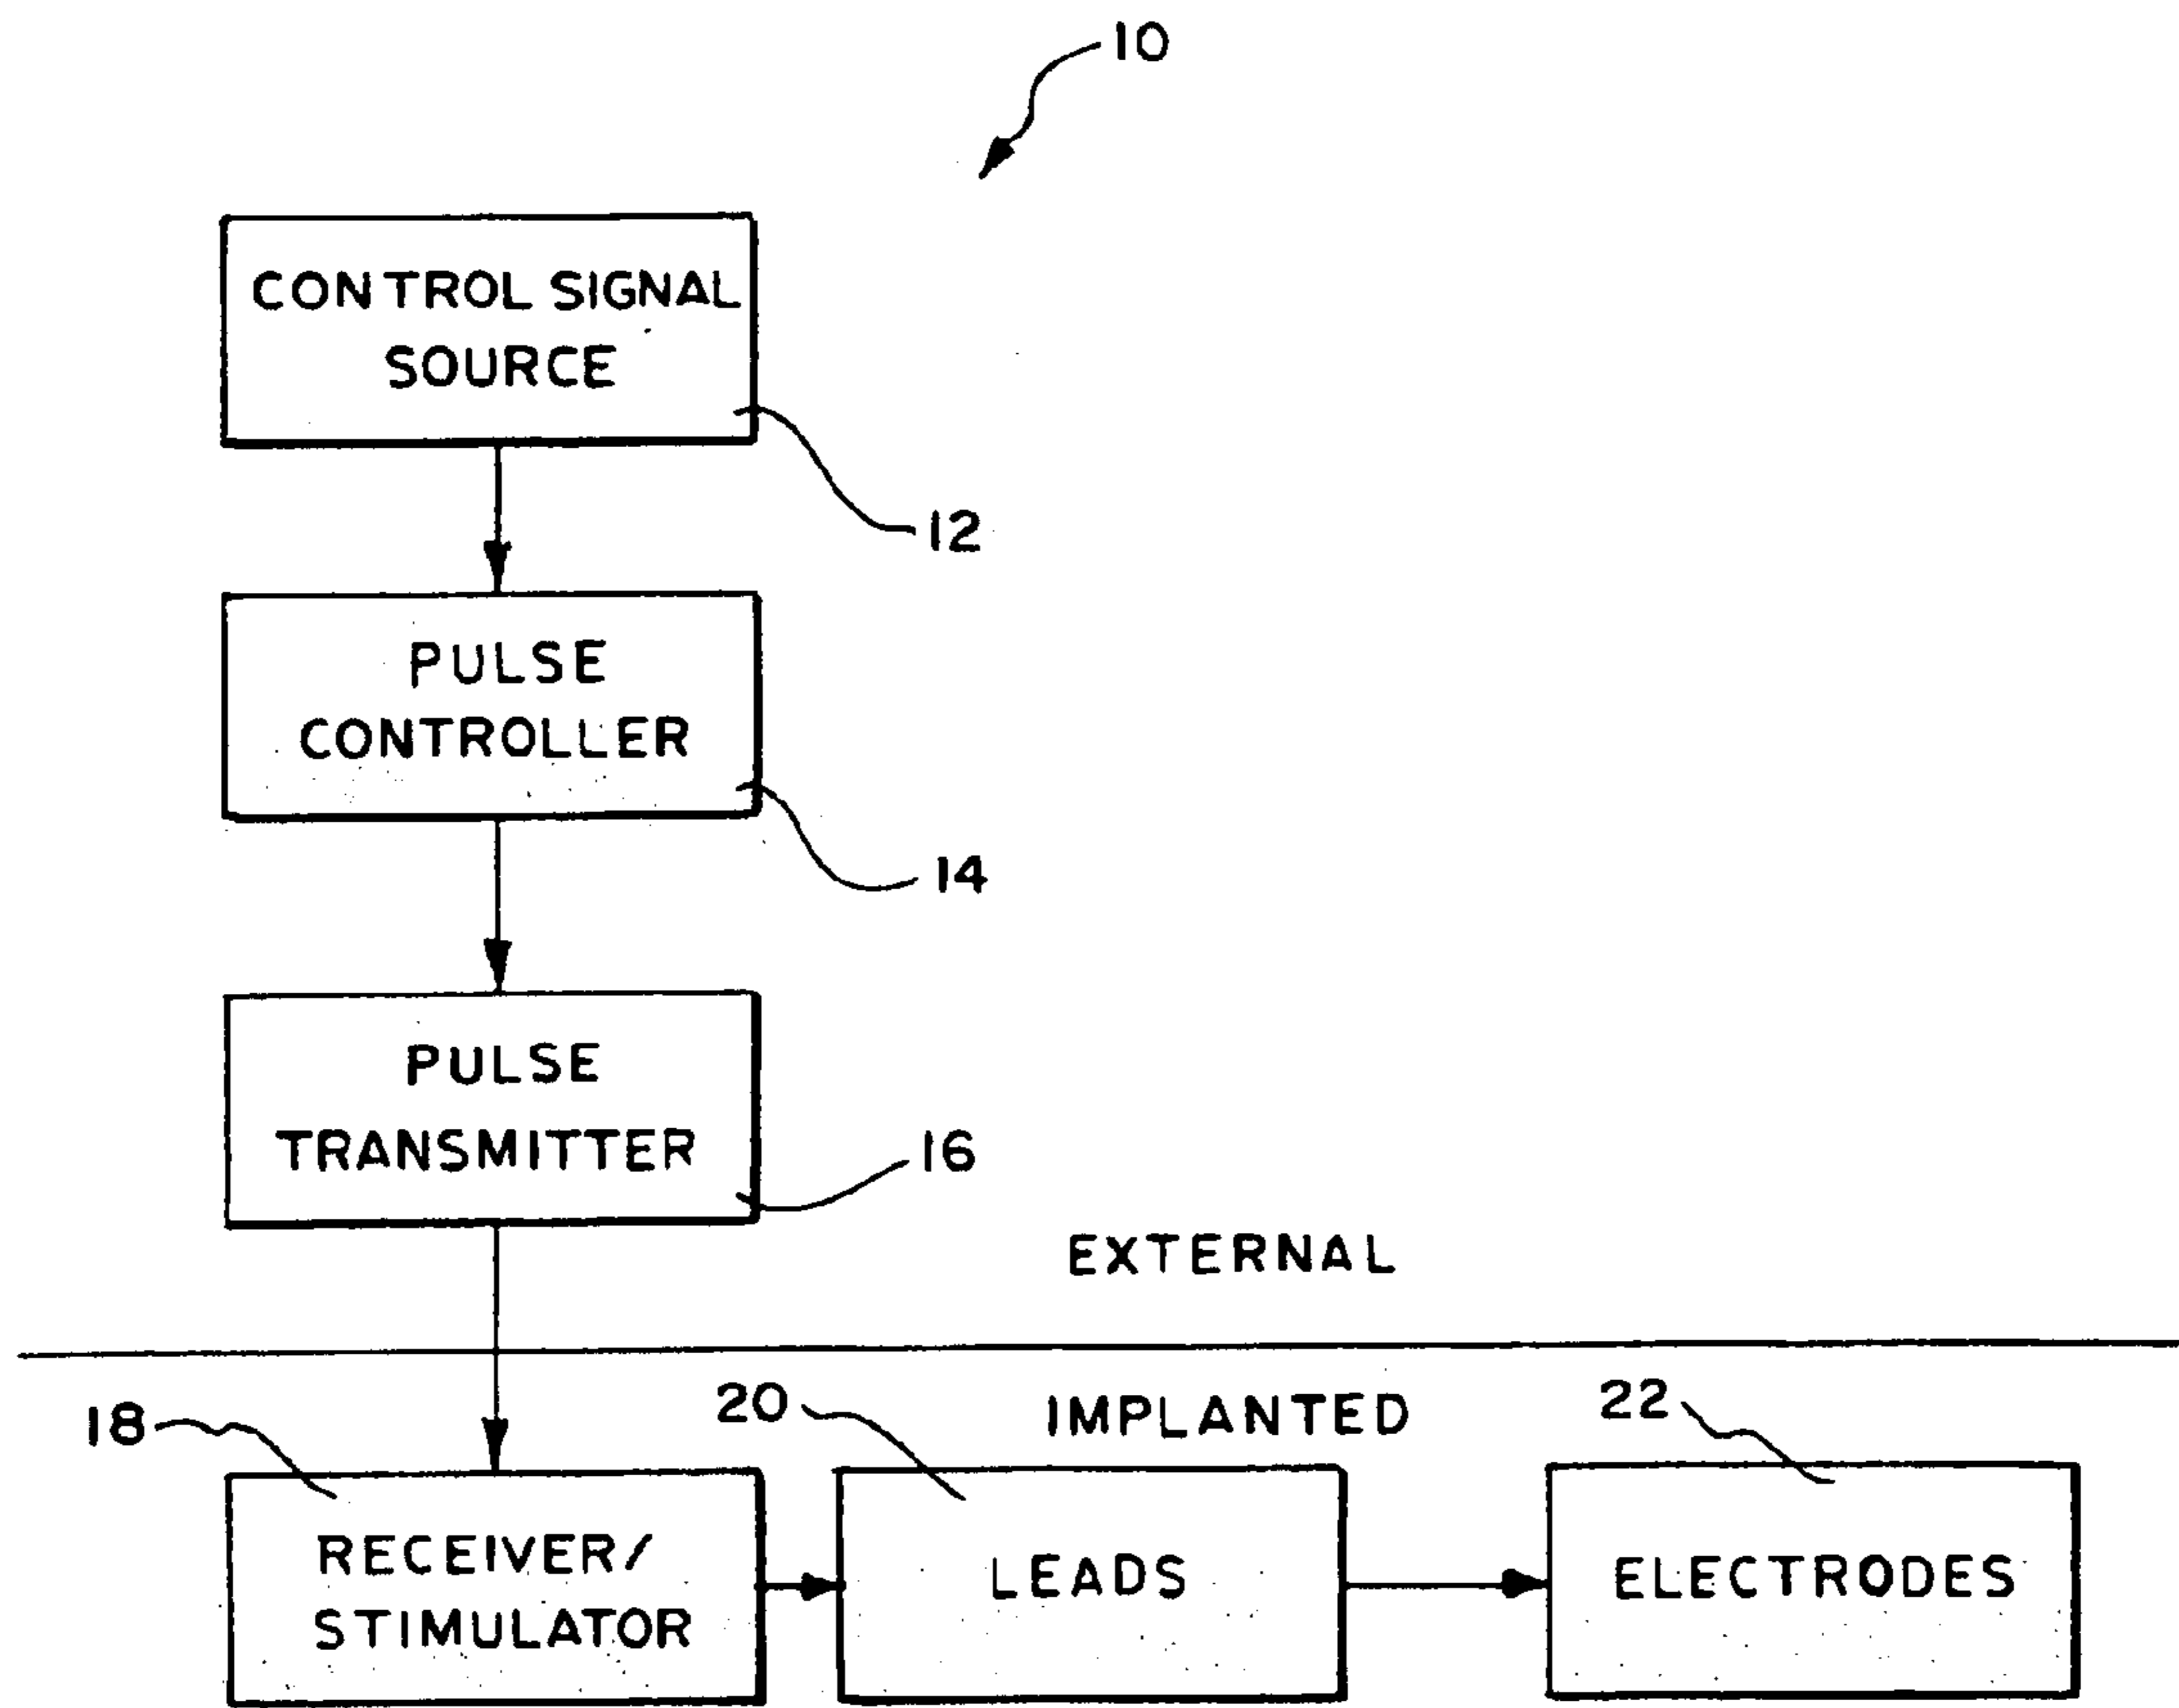 10
CONTROL SIGNAL
SOURCE
12
PULSE
CONTROLLER
14
PULSE
TRANSMITTER
16
EXTERNAL
18
20
IMPLANTED
22
RECEIVER/
STIMULATOR
LEADS
ELECTRODES